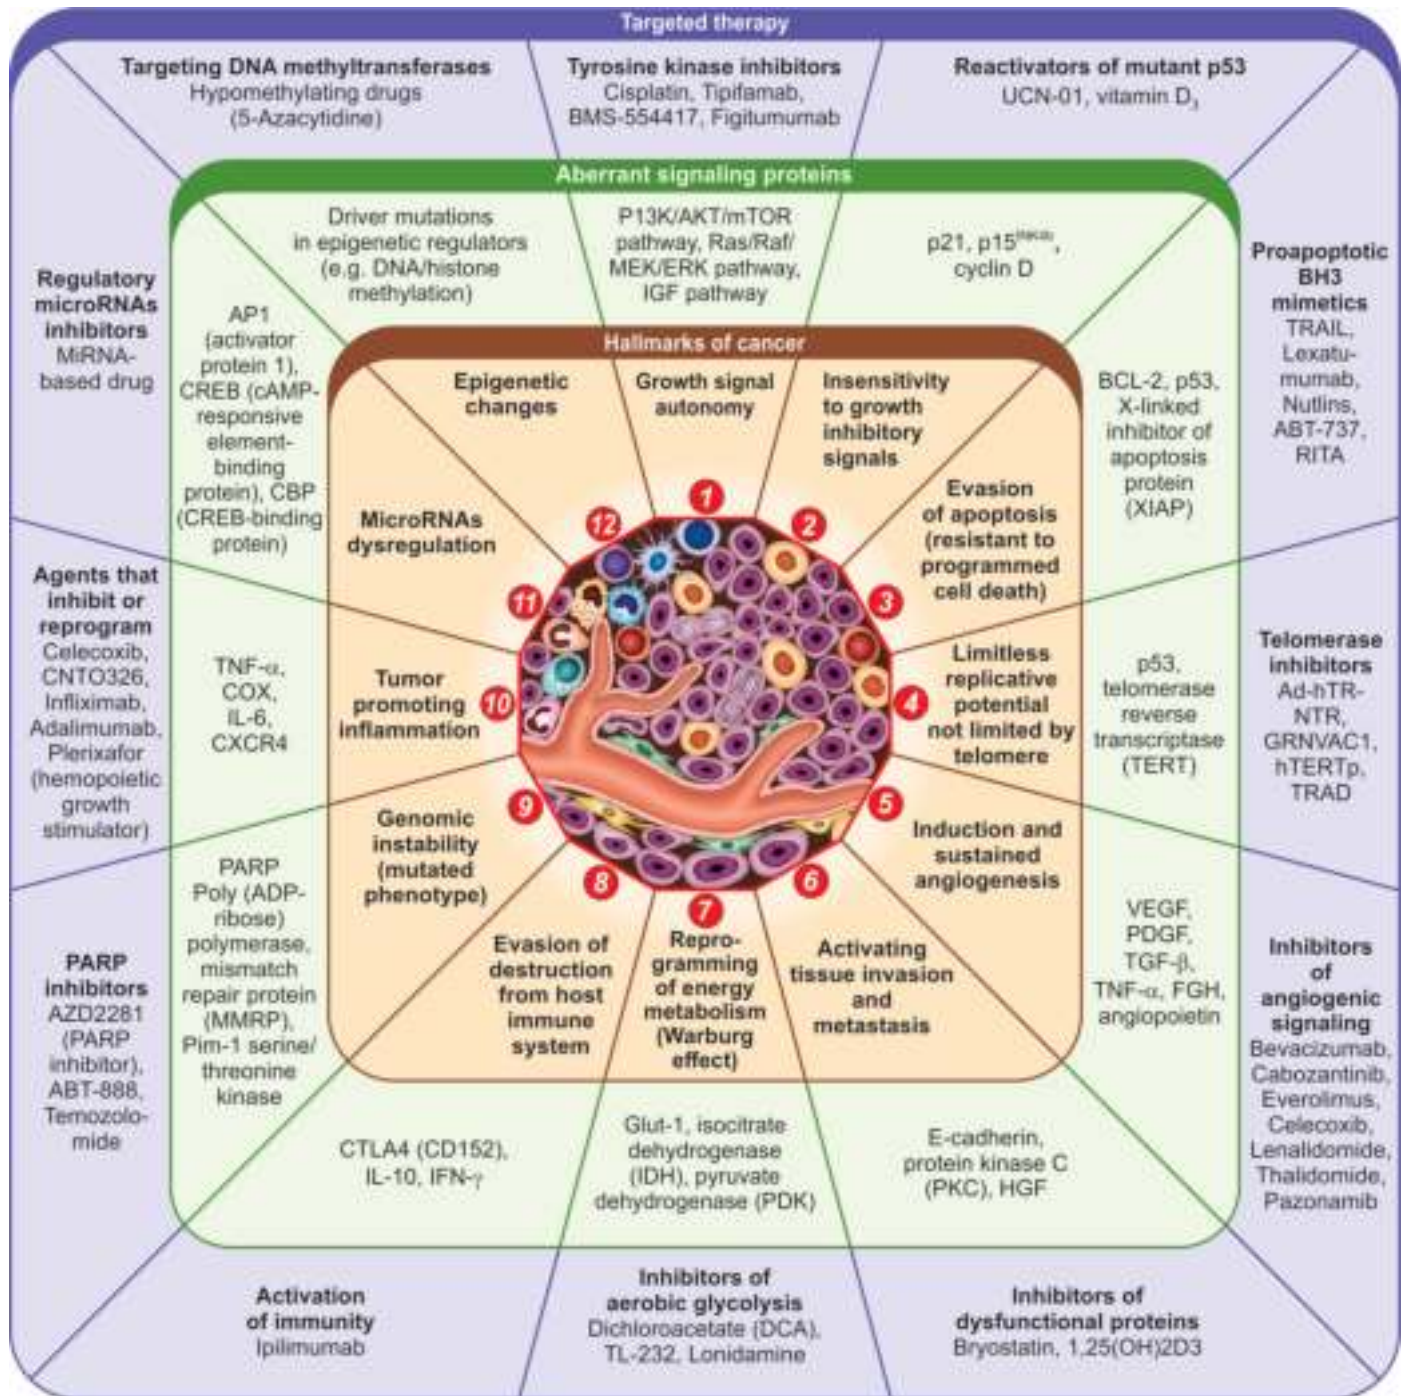 Targeted therapy
Targeting DNA methyltransferases
Hypomethylating drugs
(5-Azacytidine)
Tyrosine kinase inhibitors
Cisplatin, Tipifamab,
BMS-554417, Figitumumab
Reactivators of mutant p53
UCN-01, vitamin D3
Aberrant signaling proteins
Driver mutations
in epigenetic regulators
(e.g. DNA/histone
methylation)
P13K/AKT/mTOR
pathway, Ras/Raf/
MEK/ERK pathway,
IGF pathway
p21, p15
cyclin D
Regulatory
microRNAs
inhibitors
MiRNA-
based drug
AP1
(activator
protein 1),
CREB (cAMP-
responsive
element-
binding
protein), CBP
(CREB-binding
protein)
Proapoptotic
BH3
mimetics
TRAIL,
Lexatu-
mumab,
Nutlins,
ABT-737,
RITA
BCL-2, p53,
X-linked
inhibitor of
apoptosis
protein
(XIAP)
Hallmarks of cancer
Epigenetic
changes
Growth signal
autonomy
Insensitivity
to growth
inhibitory
signals
MicroRNAs
dysregulation
Evasion
of apoptosis
(resistant to
programmed
cell death)
1
2
3
4
5
6
7
8
9
10
11
12
Agents that
inhibit or
reprogram
Celecoxib,
CNTO326,
Infliximab,
Adalimumab,
Plerixafor
(hemopoietic
growth
stimulator)
TNF-α,
COX,
IL-6,
CXCR4
Tumor
promoting
inflammation
Limitless
replicative
potential
not limited by
telomere
p53,
telomerase
reverse
transcriptase
(TERT)
Telomerase
inhibitors
Ad-hTR-
NTR,
GRNVAC1,
hTERTp,
TRAD
Genomic
instability
(mutated
phenotype)
Induction and
sustained
angiogenesis
PARP
Poly (ADP-
ribose)
polymerase,
mismatch
repair protein
(MMRP),
Pim-1 serine/
threonine
kinase
PARP
inhibitors
AZD2281
(PARP
inhibitor),
ABT-888,
Temozolo-
mide
Evasion of
destruction
from host
immune
system
Repro-
gramming
of energy
metabolism
(Warburg
effect)
Activating
tissue invasion
and
metastasis
VEGF,
PDGF,
TGF-β,
TNF-α, FGH,
angiopoietin
Inhibitors
of
angiogenic
signaling
Bevacizumab,
Cabozantinib,
Everolimus,
Celecoxib,
Lenalidomide,
Thalidomide,
Pazonamib
CTLA4 (CD152),
IL-10, IFN-γ
Glut-1, isocitrate
dehydrogenase
(IDH), pyruvate
dehydrogenase (PDK)
E-cadherin,
protein kinase C
(PKC), HGF
Activation
of immunity
Ipilimumab
Inhibitors of
aerobic glycolysis
Dichloroacetate (DCA),
TL-232, Lonidamine
Inhibitors of
dysfunctional proteins
Bryostatin, 1,25(OH)2D3